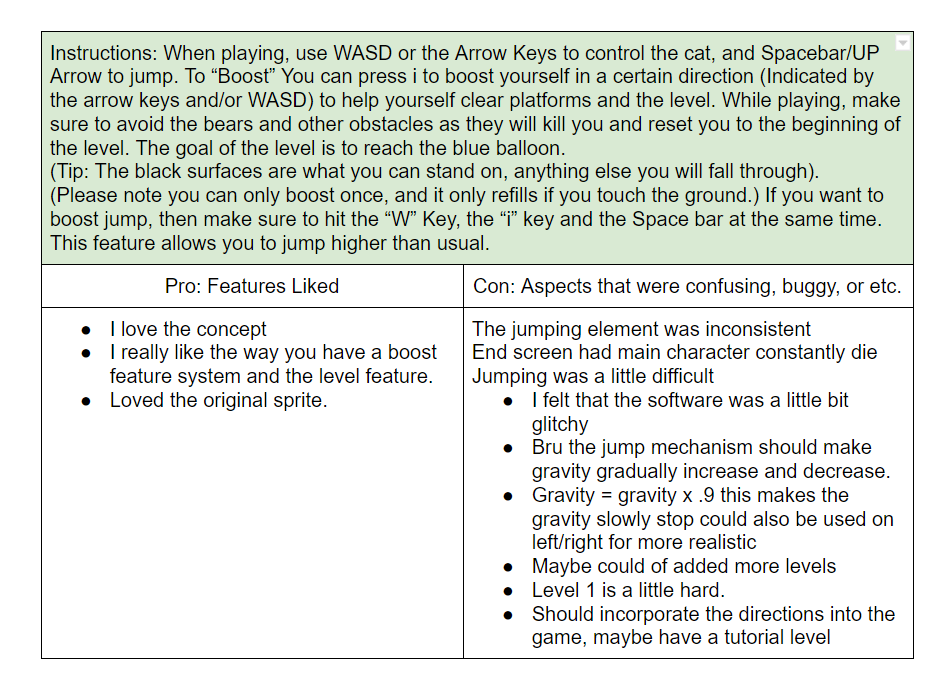 Instructions: When playing, use WASD or the Arrow Keys to control the cat, and Spacebar/UP
Arrow to jump. To “Boost” You can press i to boost yourself in a certain direction (Indicated by
the arrow keys and/or WASD) to help yourself clear platforms and the level. While playing, make
sure to avoid the bears and other obstacles as they will kill you and reset you to the beginning of
the level. The goal of the level is to reach the blue balloon.
(Tip: The black surfaces are what you can stand on, anything else you will fall through).
(Please note you can only boost once, and it only refills if you touch the ground.) If you want to
boost jump, then make sure to hit the “W” Key, the “i” key and the Space bar at the same time.
This feature allows you to jump higher than usual.
Pro: Features Liked
Con: Aspects that were confusing, buggy, or etc.
● I love the concept
● I really like the way you have a boost
feature system and the level feature.
● Loved the original sprite.
The jumping element was inconsistent
End screen had main character constantly die
Jumping was a little difficult
● I felt that the software was a little bit
glitchy
● Bru the jump mechanism should make
gravity gradually increase and decrease.
● Gravity = gravity x .9 this makes the
gravity slowly stop could also be used on
left/right for more realistic
● Maybe could of added more levels
● Level 1 is a little hard.
● Should incorporate the directions into the
game, maybe have a tutorial level